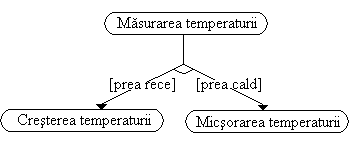 Măsurarea temperaturii
[prea rece] [prea cald]
Creşterea temperaturii
Micşorarea temperaturii